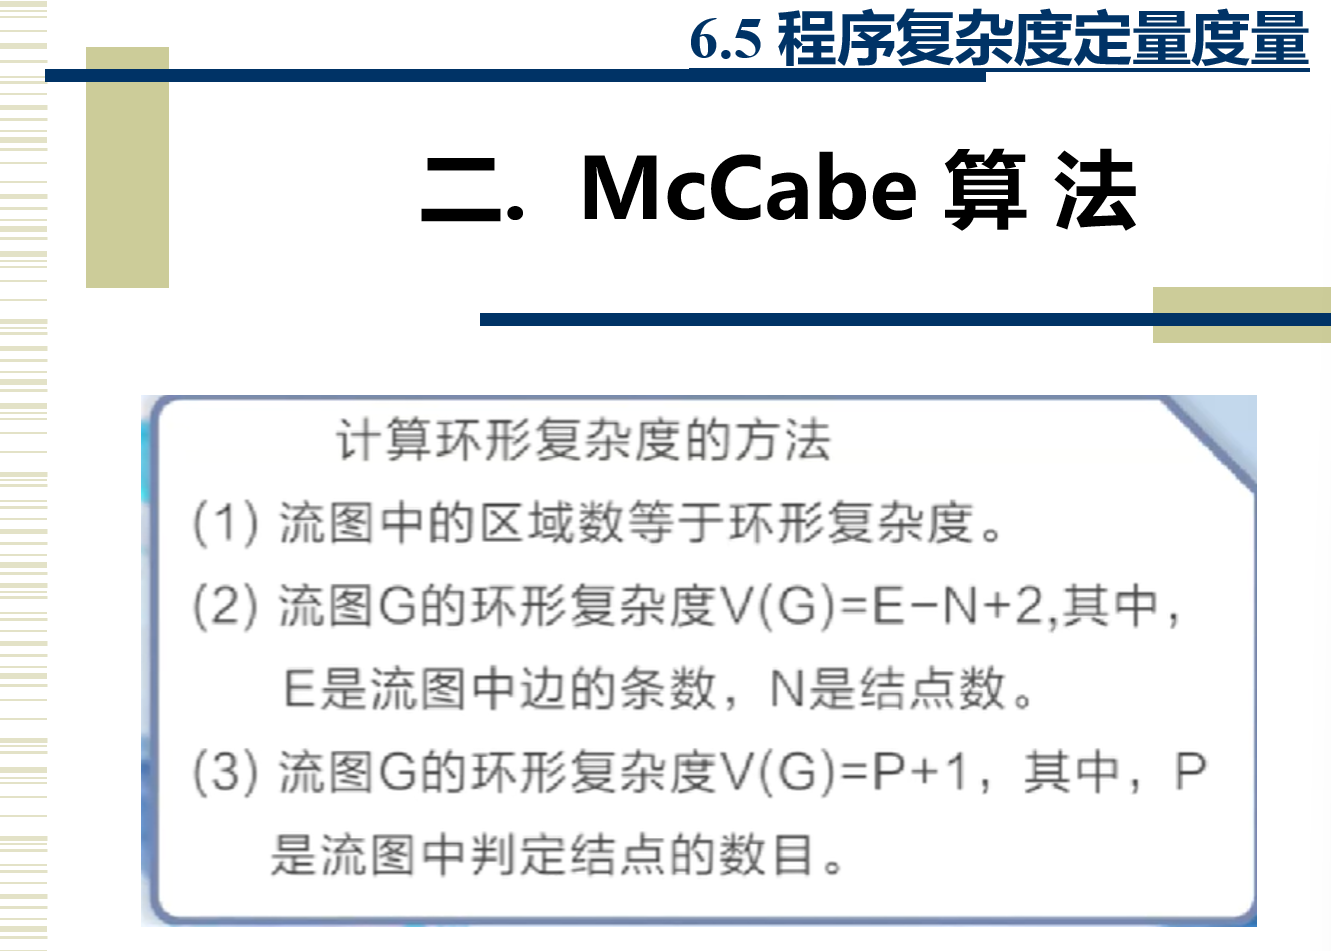 6.5 程序复杂度定量度量
二. McCabe 算 法
计算环形复杂度的方法
(1) 流图中的区域数等于环形复杂度。
(2) 流图G的环形复杂度V(G)=E-N+2,其中，
E是流图中边的条数，N是结点数。
(3) 流图G的环形复杂度V(G)=P+1，其中，P
是流图中判定结点的数目。